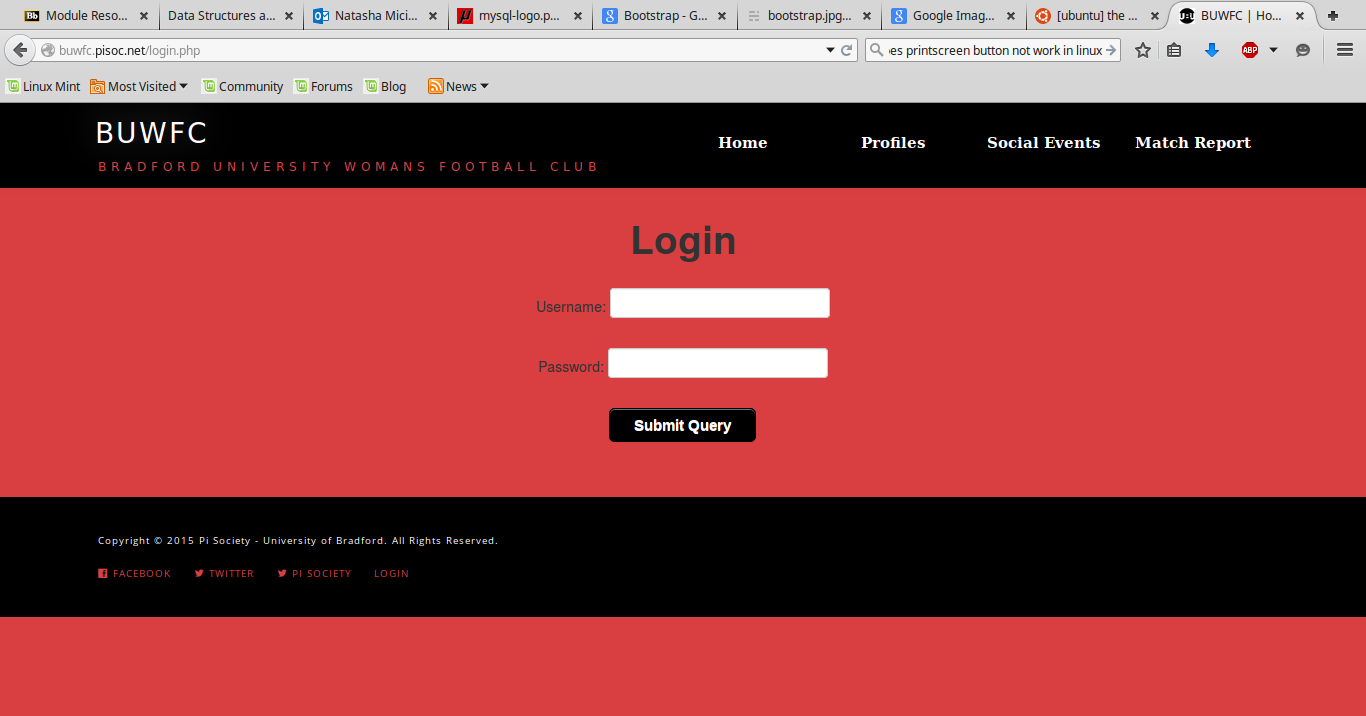 Module Reso...
Data Structures a...
Natasha Mici...
mysql-logo.p...
Bootstrap - G...
bootstrap.jpg...
Google Imag...
[ubuntu] the ...
BUWFC | Ho...
buwfc.pisoc.net/login.php
es printscreen button not work in linux
ABP
Linux Mint
Most Visited
Community
Forums
Blog
News
BUWFC
BRADFORD UNIVERSITY WOMANS FOOTBALL CLUB
Home
Profiles
Social Events
Match Report
Login
Username:
Password:
Submit Query
Copyright © 2015 Pi Society - University of Bradford. All Rights Reserved.
FACEBOOK
TWITTER
PI SOCIETY
LOGIN